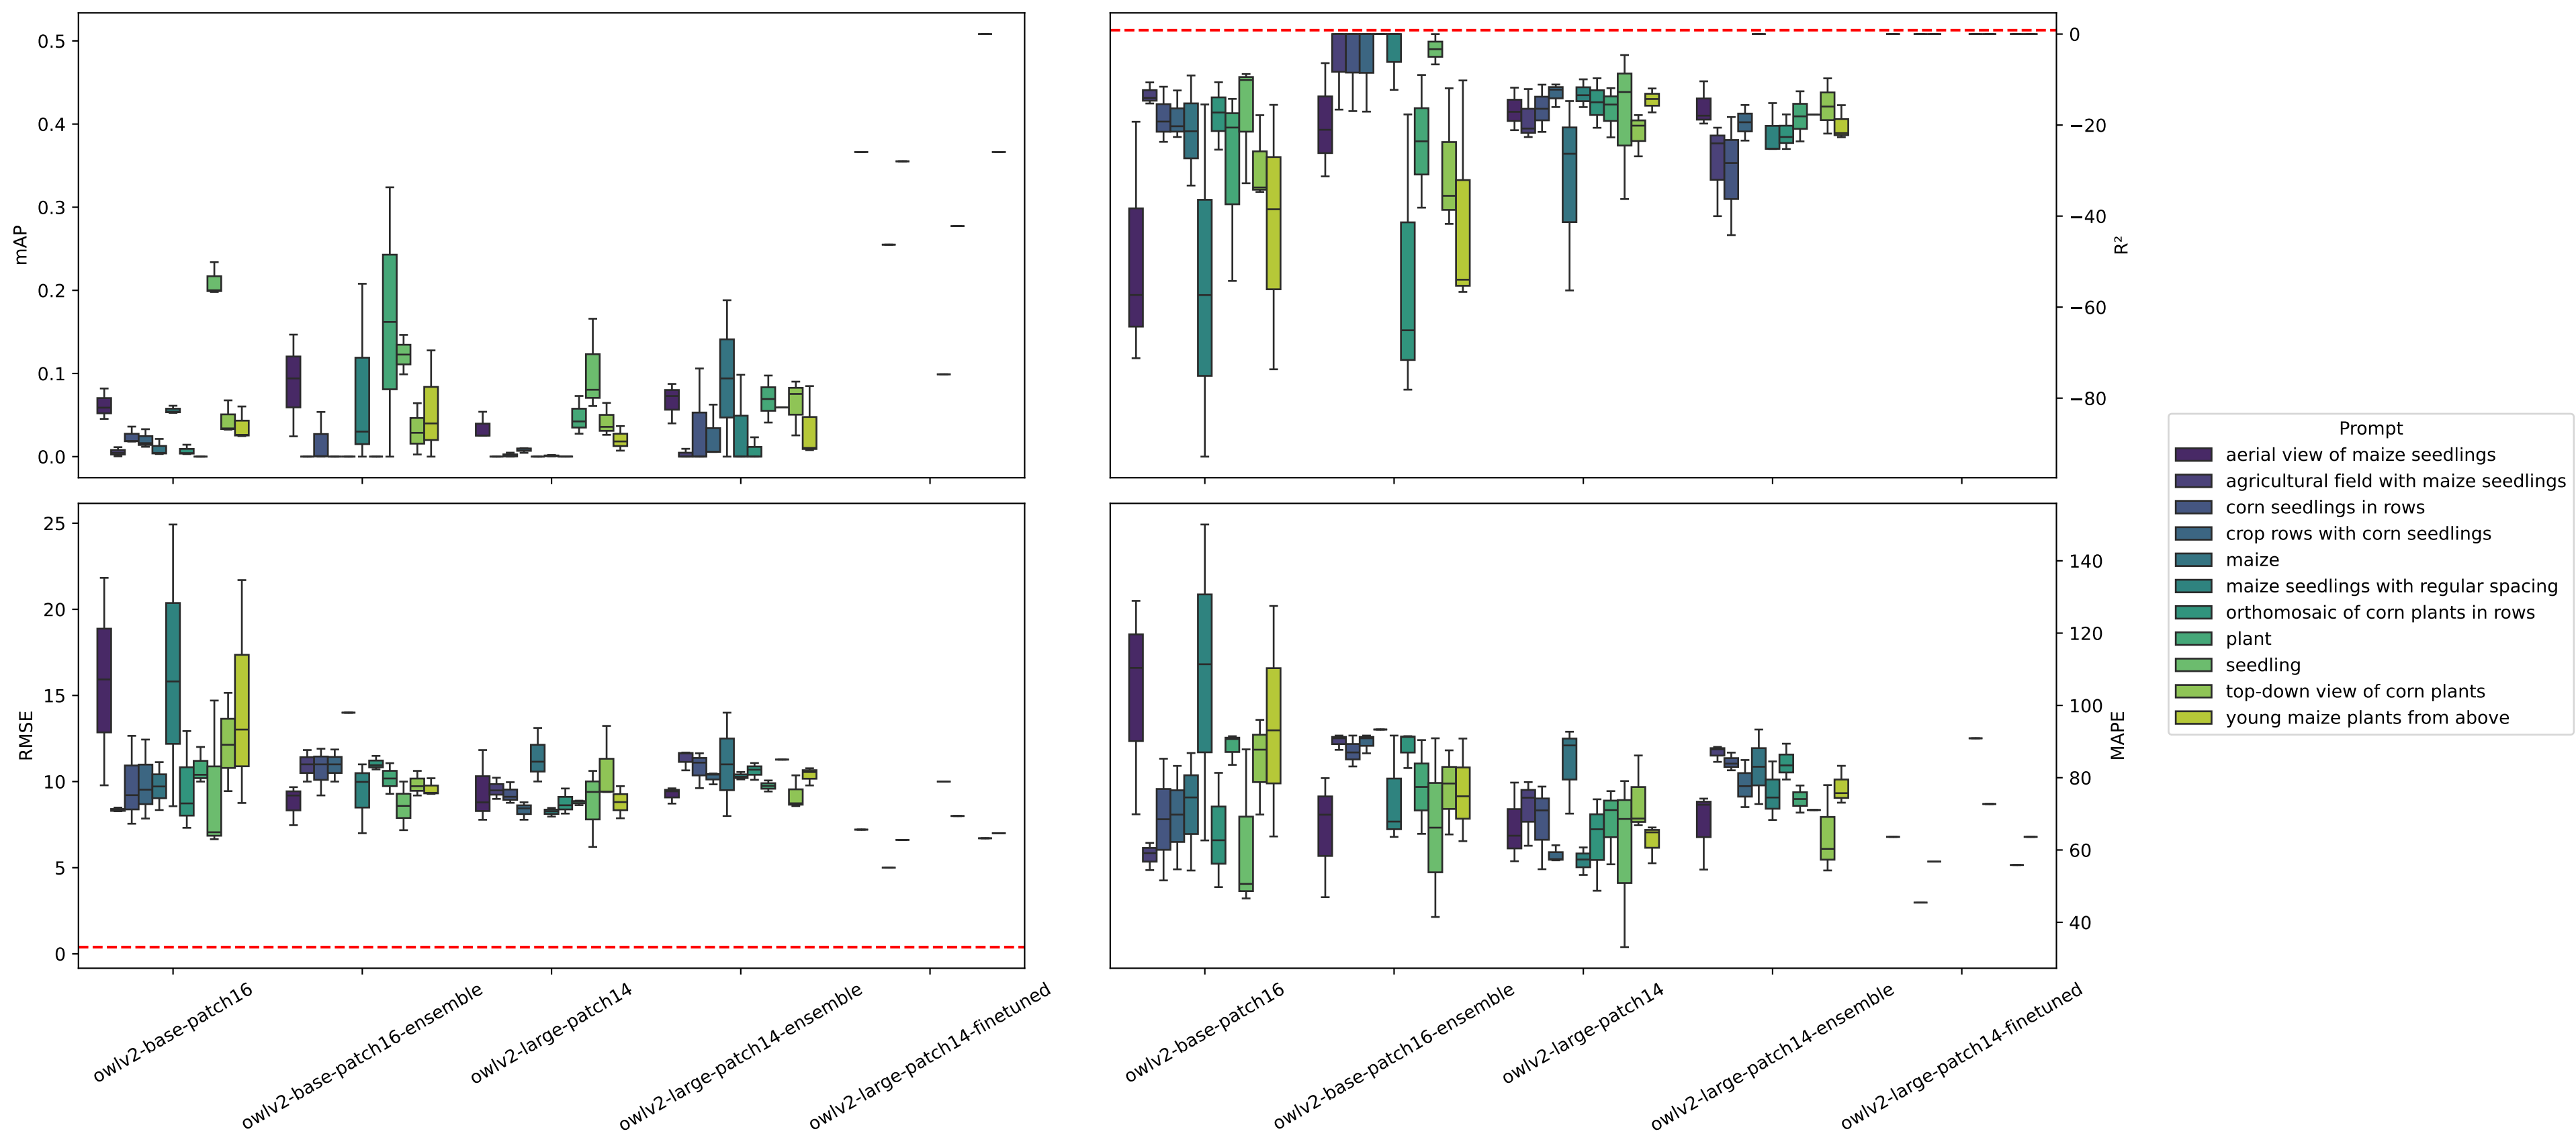 mAP
0.5
0.4
0.3
0.2
0.1
0.0
R²
0
−20
−40
−60
−80
RMSE
25
20
15
10
5
0
MAPE
140
120
100
80
60
40
owlv2-base-patch16
owlv2-base-patch16-ensemble
owlv2-large-patch14
owlv2-large-patch14-ensemble
owlv2-large-patch14-finetuned
owlv2-base-patch16
owlv2-base-patch16-ensemble
owlv2-large-patch14
owlv2-large-patch14-ensemble
owlv2-large-patch14-finetuned
Prompt
aerial view of maize seedlings
agricultural field with maize seedlings
corn seedlings in rows
crop rows with corn seedlings
maize
maize seedlings with regular spacing
orthomosaic of corn plants in rows
plant
seedling
top-down view of corn plants
young maize plants from above